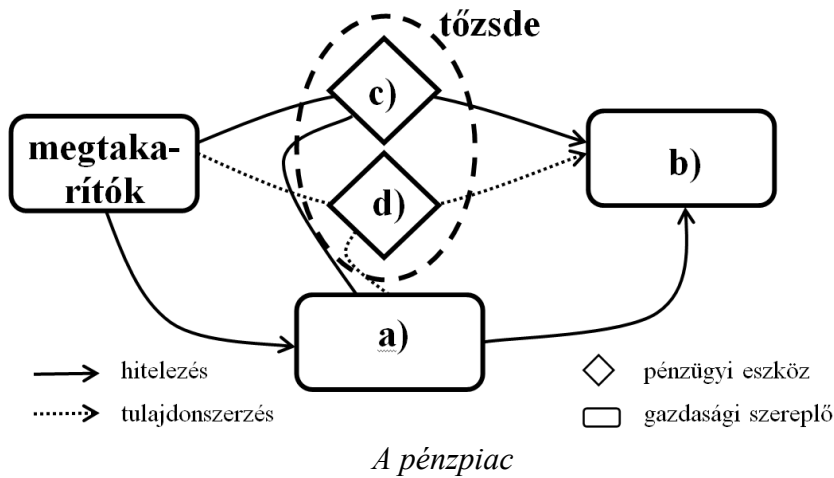 tőzsde
c)
megtaka-
rítók
b)
d)
a)
hitelezés
pénzügyi eszköz
tulajdonszerzés
gazdasági szereplő
A pénzpiac